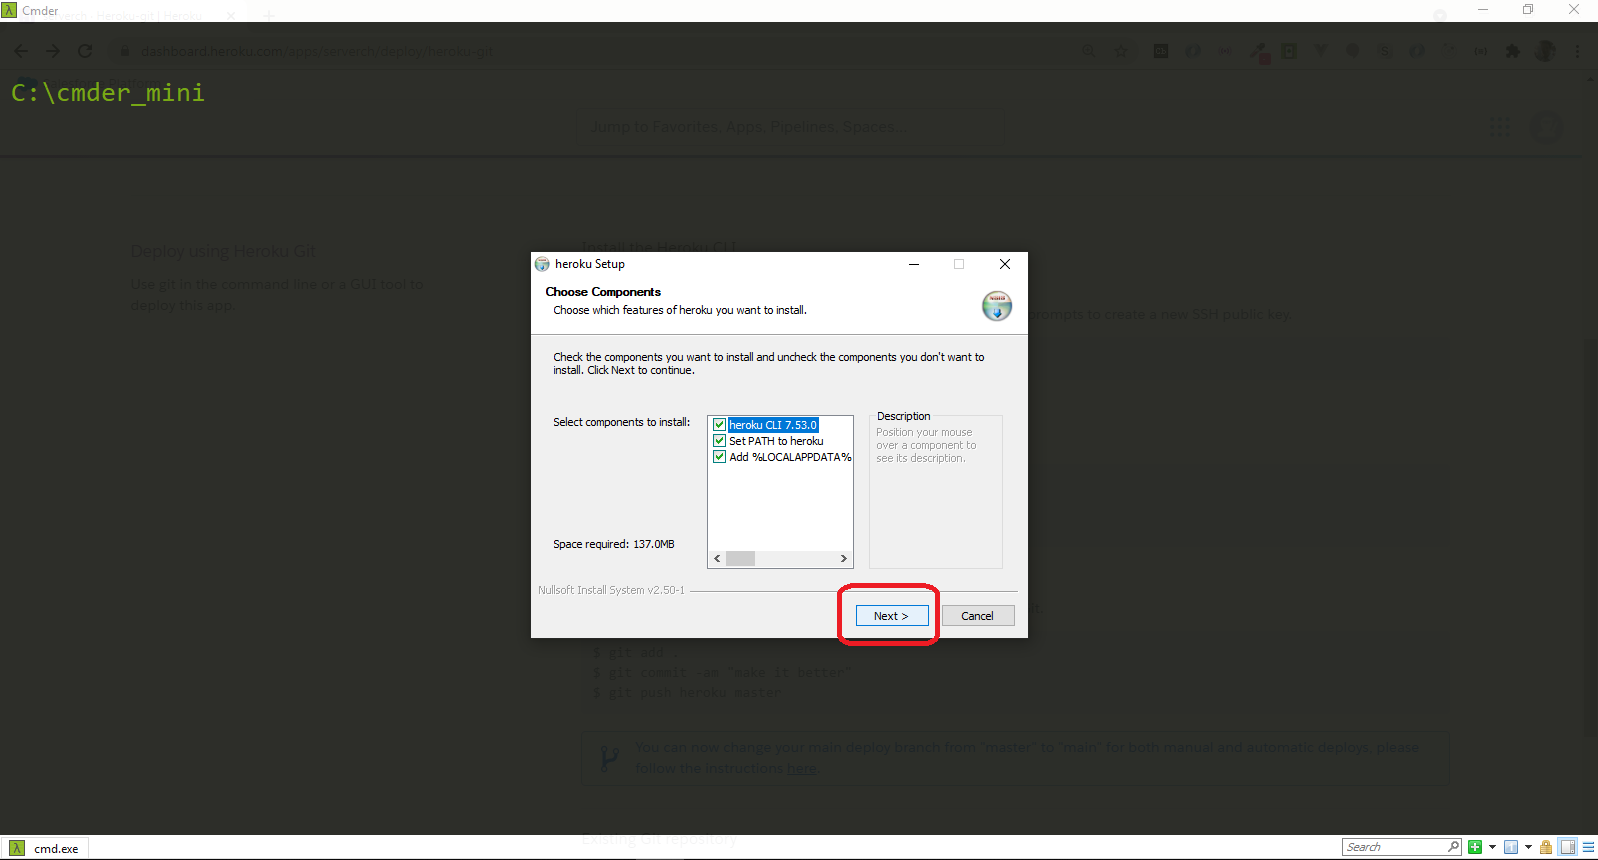 Cmder
dashboard.heroku.com/apps/serverch/deploy/heroku-git
C:\cmder_mini
Jump to Favorites, Apps, Pipelines, Spaces...
Deploy using Heroku Git
Use git in the command line or a GUI tool to
deploy this app.
Install the Heroku CLI
prompts to create a new SSH public key.
heroku Setup
Choose Components
Choose which features of heroku you want to install.
Check the components you want to install and uncheck the components you don't want to
install. Click Next to continue.
Select components to install:
heroku CLI 7.53.0
Set PATH to heroku
Add %LOCALAPPDATA%
Description
Position your mouse
over a component to
see its description.
Space required: 137.0MB
Nullsoft Install System v2.50-1
Next >
Cancel
$ git add .
$ git commit -am "make it better"
$ git push heroku master
You can now change your main deploy branch from "master" to "main" for both manual and automatic deploys, please
follow the instructions here.
Existing Git repository
cmd.exe
Search